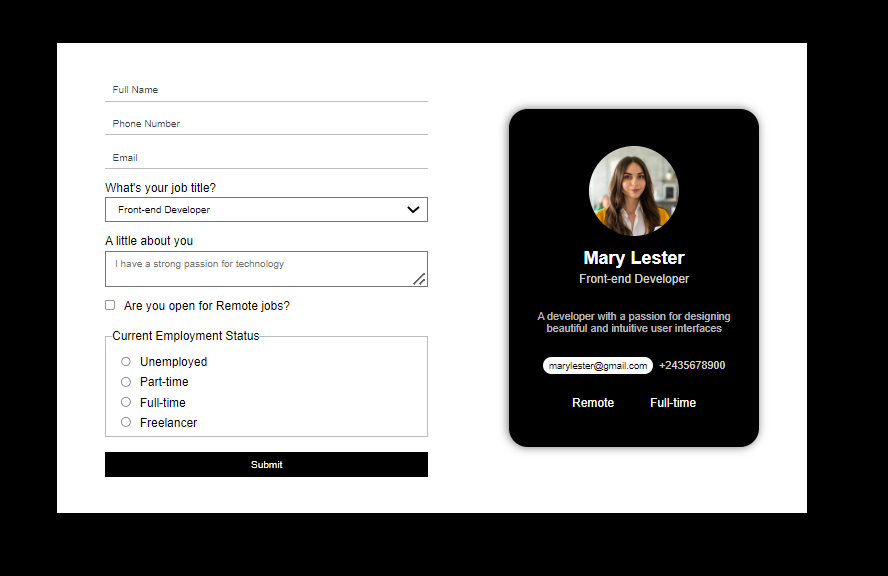 Full Name
Phone Number
Email
What's your job title?
Front-end Developer
A little about you
I have a strong passion for technology
Are you open for Remote jobs?
Current Employment Status
Unemployed
Part-time
Full-time
Freelancer
Submit
Mary Lester
Front-end Developer
A developer with a passion for designing
beautiful and intuitive user interfaces
marylester@gmail.com +2435678900
Remote Full-time